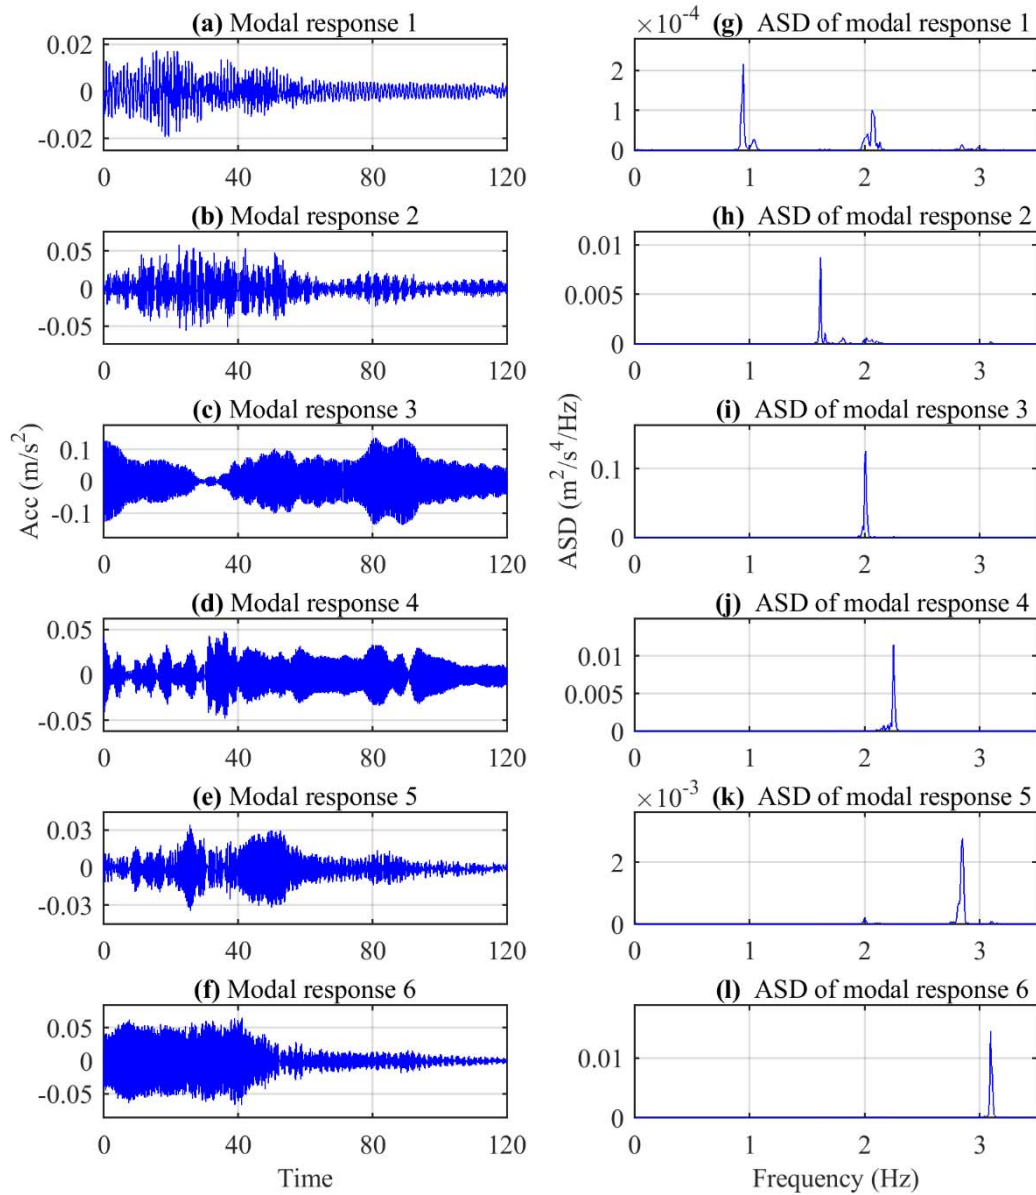 (a) Modal response 1
0.02
0
-0.02
0 40 80 120
(b) Modal response 2
0.05
0
-0.05
0 40 80 120
(c) Modal response 3
0.1
0
-0.1
0 40 80 120
(d) Modal response 4
0.05
0
-0.05
0 40 80 120
(e) Modal response 5
0.03
0
-0.03
0 40 80 120
(f) Modal response 6
0.05
0
-0.05
0 40 80 120
Time
Acc (m/s²)
×10⁻⁴ (g) ASD of modal response 1
2
1
0
0 1 2 3
(h) ASD of modal response 2
0.01
0.005
0
0 1 2 3
(i) ASD of modal response 3
0.1
0
0 1 2 3
(j) ASD of modal response 4
0.01
0.005
0
0 1 2 3
×10⁻³ (k) ASD of modal response 5
2
0
0 1 2 3
(l) ASD of modal response 6
0.01
0
0 1 2 3
Frequency (Hz)
ASD (m²/s⁴/Hz)